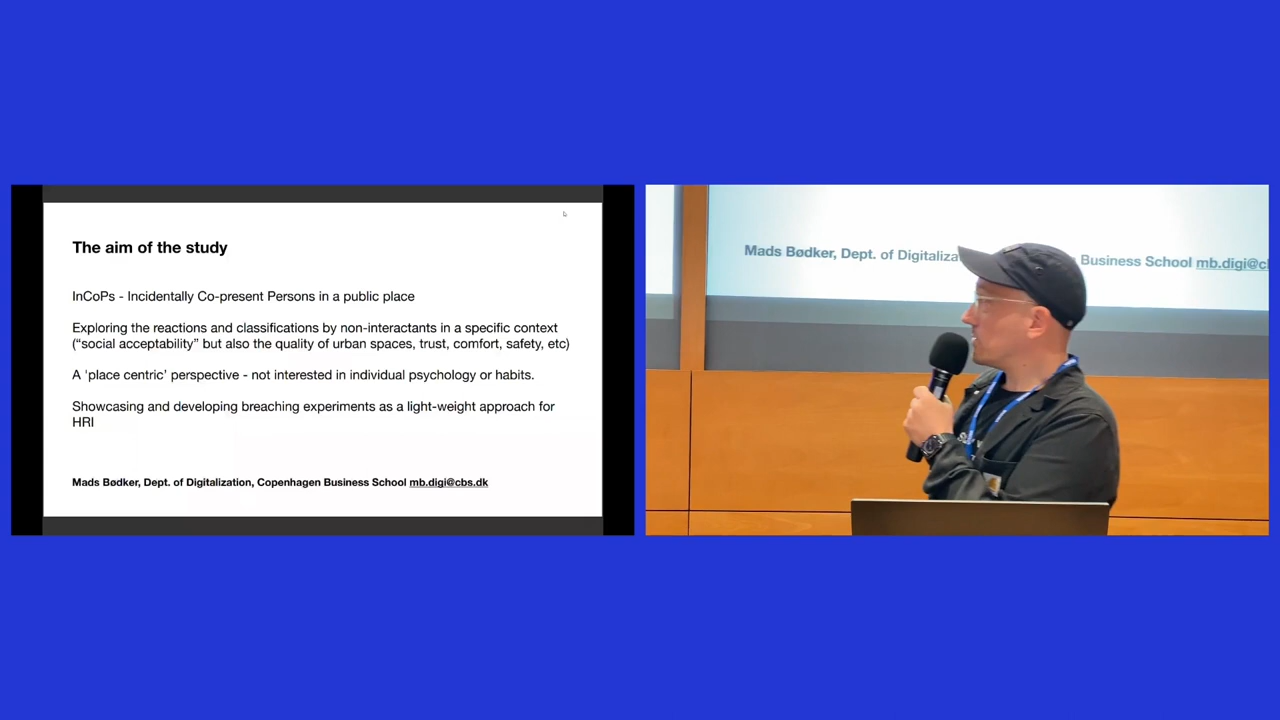 The aim of the study
InCoPs - Incidentally Co-present Persons in a public place
Exploring the reactions and classifications by non-interactants in a specific context
(“social acceptability” but also the quality of urban spaces, trust, comfort, safety, etc)
A 'place centric’ perspective - not interested in individual psychology or habits.
Showcasing and developing breaching experiments as a light-weight approach for
HRI
Mads Bødker, Dept. of Digitalization, Copenhagen Business School mb.digi@cbs.dk
Mads Bødker, Dept. of Digitaliza Business School mb.digi@c